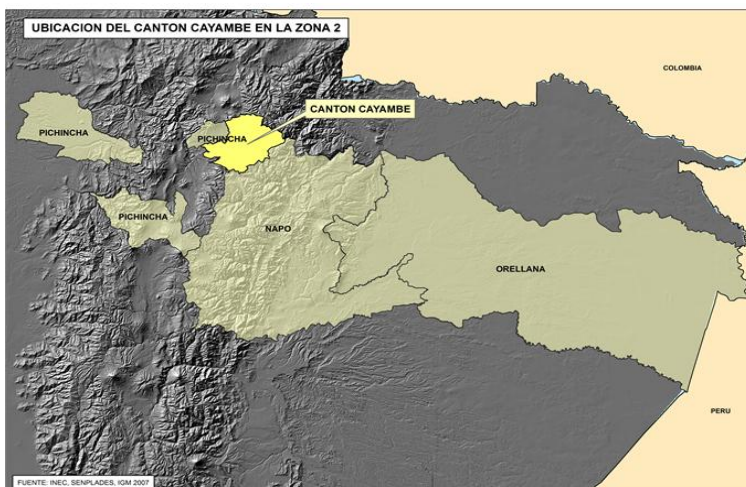 UBICACION DEL CANTON CAYAMBE EN LA ZONA 2
COLOMBIA
CANTON CAYAMBE
PICHINCHA
PICHINCHA
PICHINCHA
NAPO
ORELLANA
PERU
FUENTE: INEC, SENPLADES, IGM 2007